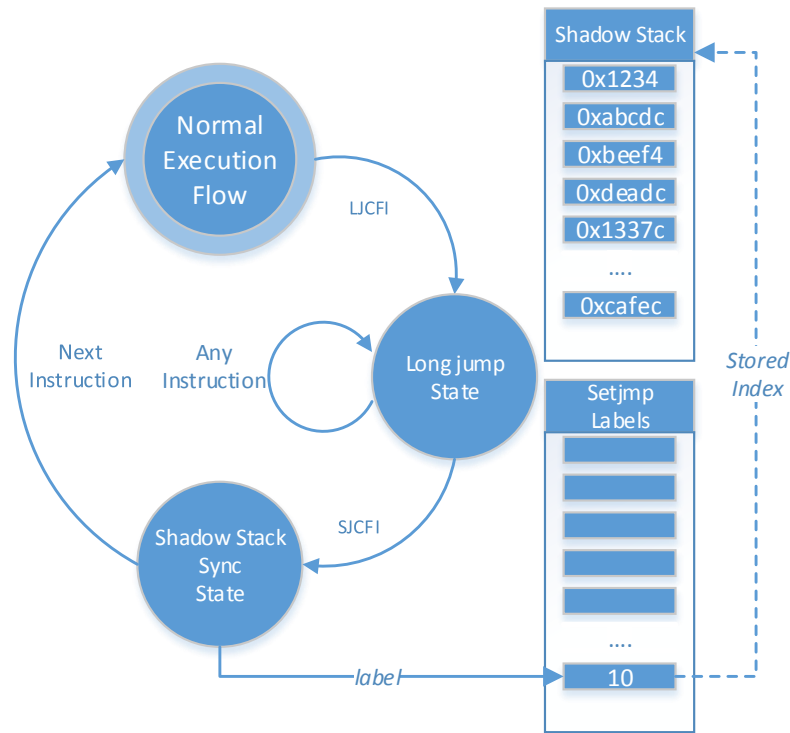 Normal
Execution
Flow
LJCFI
Long jump
State
Any
Instruction
Next
Instruction
SJCFI
Shadow Stack
Sync
State
label
Shadow Stack
0x1234
0xabcdc
0xbeef4
0xdeadc
0x1337c
....
0xcafec
Setjmp
Labels
....
10
Stored
Index